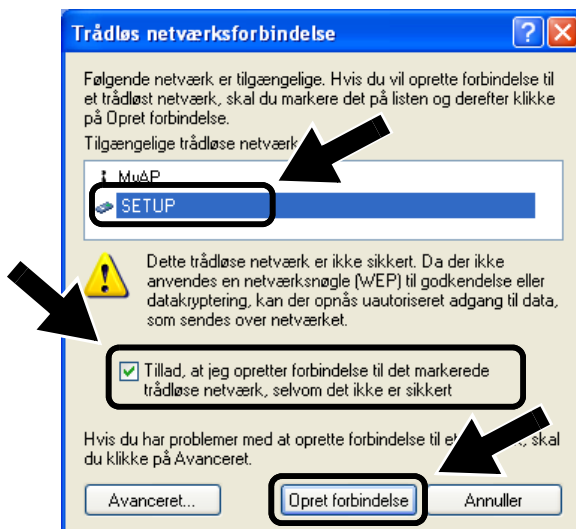 Trådløs netværksforbindelse
Følgende netværk er tilgængelige. Hvis du vil oprette forbindelse til
et trådløst netværk, skal du markere det på listen og derefter klikke
på Opret forbindelse.
Tilgængelige trådløse netværk
MyAP
SETUP
Dette trådløse netværk er ikke sikkert. Da der ikke
anvendes en netværksnøgle (WEP) til godkendelse eller
datakryptering, kan der opnås uautoriseret adgang til data,
som sendes over netværket.
Tillad, at jeg opretter forbindelse til det markerede
trådløse netværk, selvom det ikke er sikkert
Hvis du har problemer med at oprette forbindelse til skal
du klikke på Avanceret.
Avanceret... Opret forbindelse Annuller